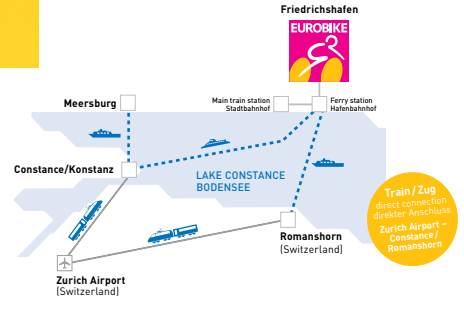 Friedrichshafen
EUROBIKE
Meersburg
Main train station
Stadtbahnhof
Ferry station
Hafenbahnhof
Constance/Konstanz
LAKE CONSTANCE
BODENSEE
Train / Zug
direct connection
direkter Anschluss
Zurich Airport –
Constance /
Romanshorn
Romanshorn
(Switzerland)
Zurich Airport
(Switzerland)